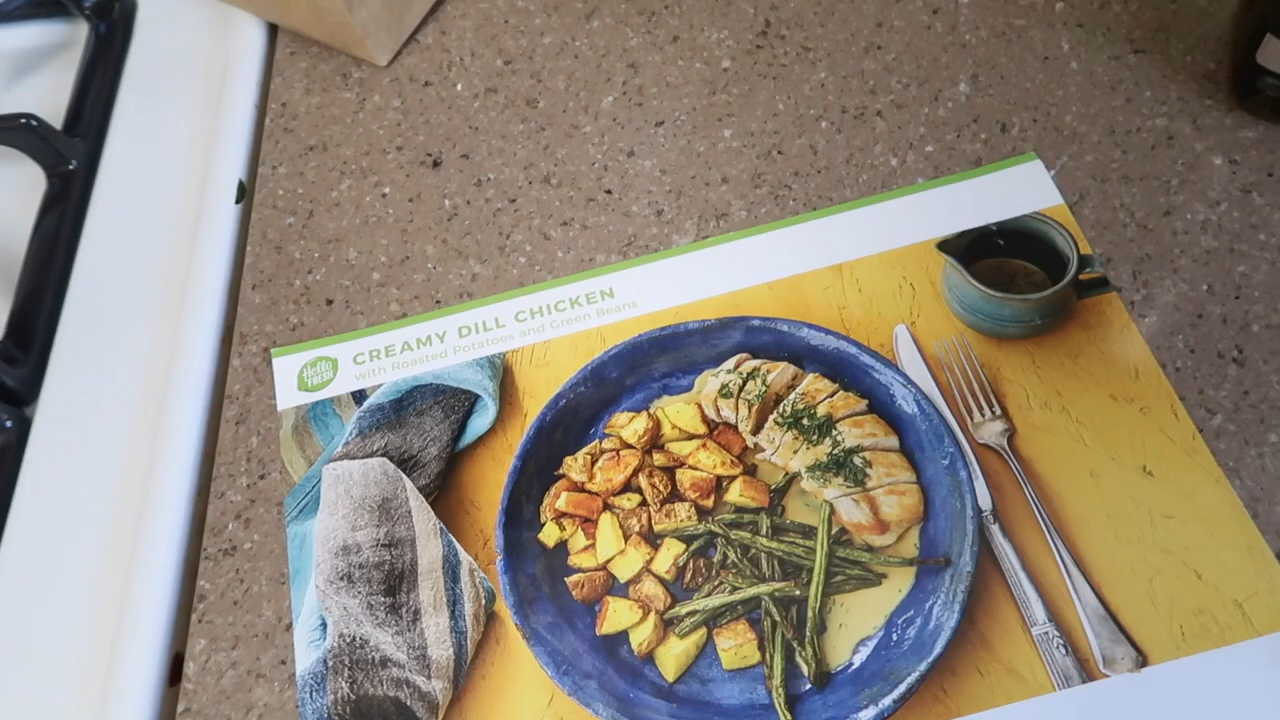 Hello
FRESH
CREAMY DILL CHICKEN
with Roasted Potatoes and Green Beans